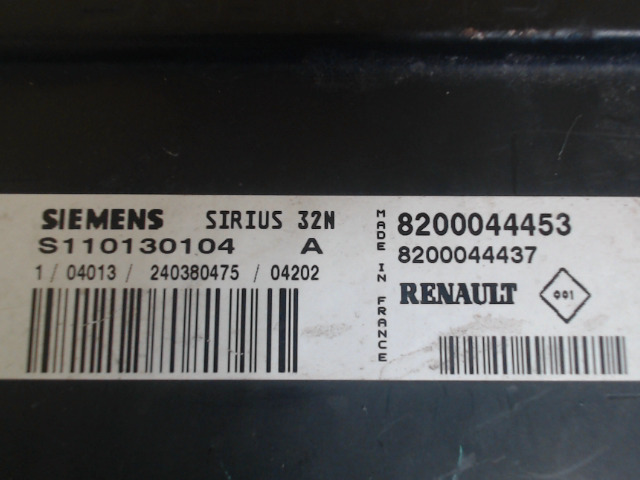 SIEMENS SIRIUS 32N
S110130104 A
1 / 04013 / 240380475 / 04202
MADE IN FRANCE
8200044453
8200044437
RENAULT 001